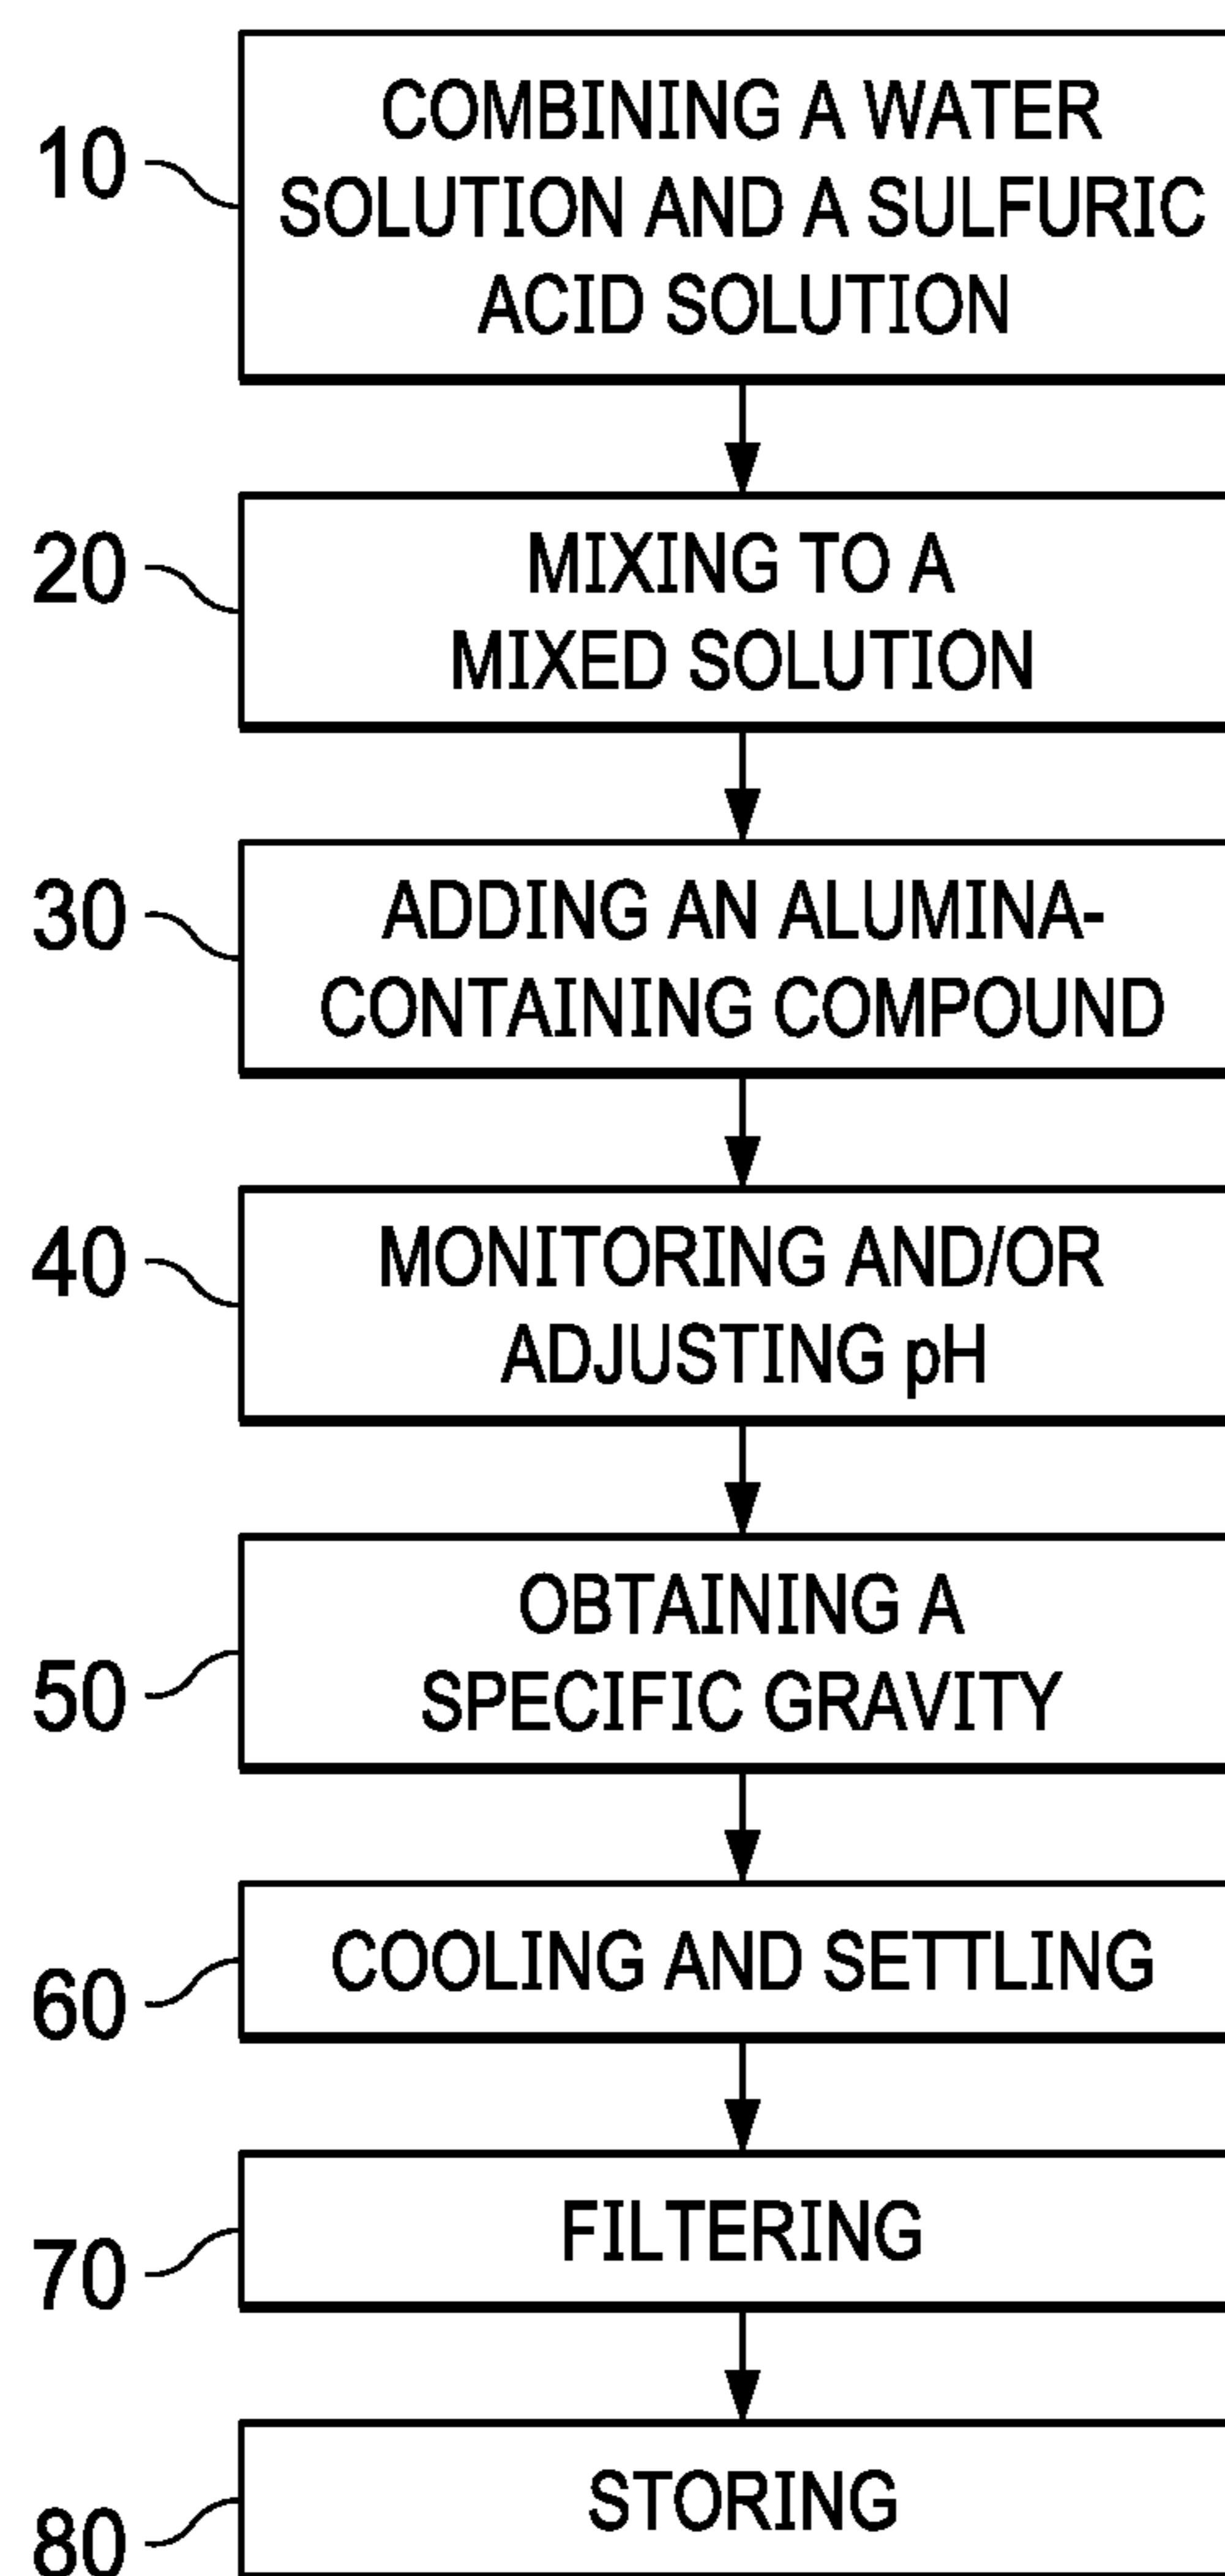 10
COMBINING A WATER
SOLUTION AND A SULFURIC
ACID SOLUTION
20
MIXING TO A
MIXED SOLUTION
30
ADDING AN ALUMINA-
CONTAINING COMPOUND
40
MONITORING AND/OR
ADJUSTING pH
50
OBTAINING A
SPECIFIC GRAVITY
60
COOLING AND SETTLING
70
FILTERING
80
STORING